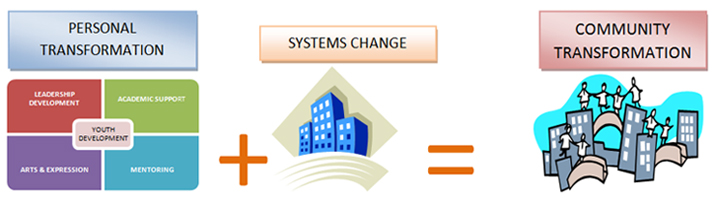 PERSONAL
TRANSFORMATION
SYSTEMS CHANGE
COMMUNITY
TRANSFORMATION
LEADERSHIP
DEVELOPMENT
ACADEMIC SUPPORT
YOUTH
DEVELOPMENT
ARTS & EXPRESSION
MENTORING
+
=